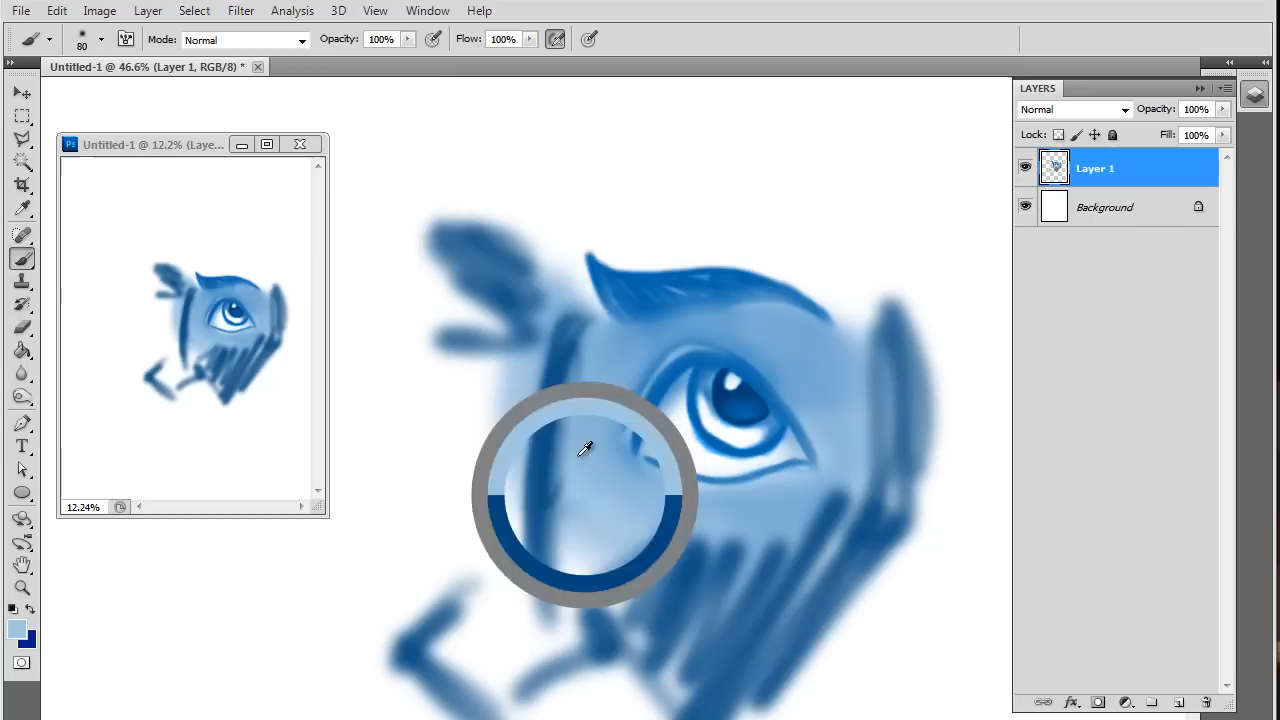 File Edit Image Layer Select Filter Analysis 3D View Window Help
80 Mode: Normal Opacity: 100% Flow: 100%
Untitled-1 @ 46.6% (Layer 1, RGB/8) *
Ps Untitled-1 @ 12.2% (Laye...
12.24%
LAYERS
Normal Opacity: 100%
Lock: Fill: 100%
Layer 1
Background
fx
T